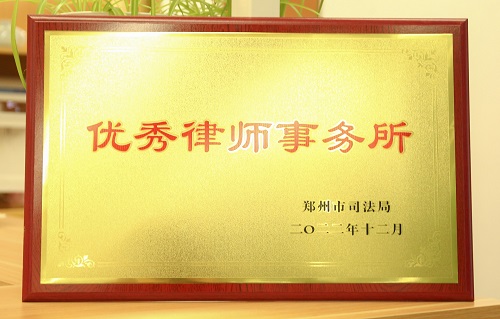 优秀律师事务所
郑州市司法局
二〇二二年十二月